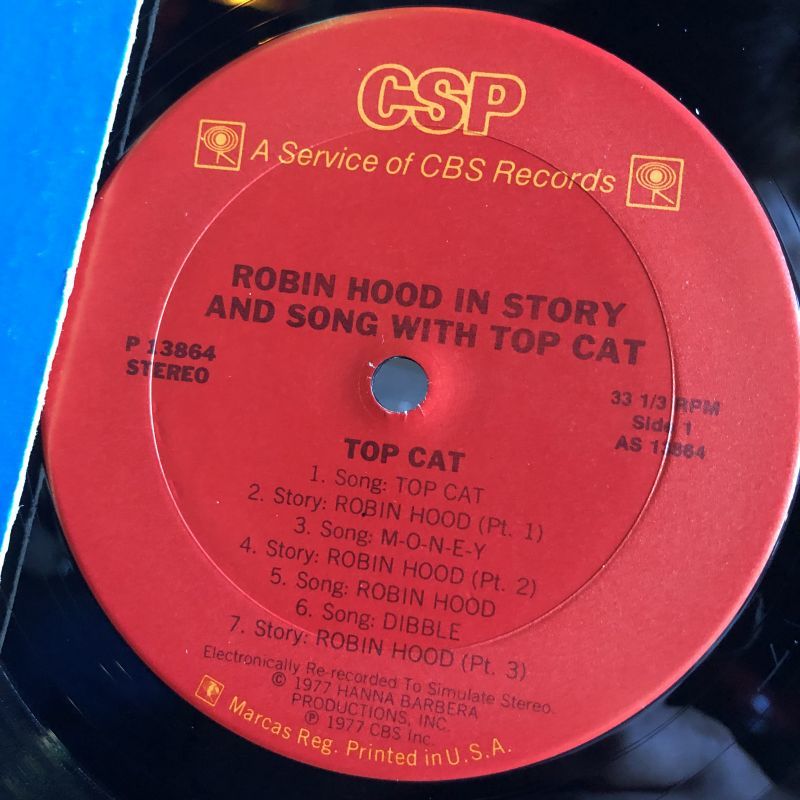 CSP
A Service of CBS Records
ROBIN HOOD IN STORY
AND SONG WITH TOP CAT
P 13864
STEREO
33 1/3 RPM
Side 1
AS 13864
TOP CAT
1. Song: TOP CAT
2. Story: ROBIN HOOD (Pt. 1)
3. Song: M-O-N-E-Y
4. Story: ROBIN HOOD (Pt. 2)
5. Song: ROBIN HOOD
6. Song: DIBBLE
7. Story: ROBIN HOOD (Pt. 3)
Electronically Re-recorded To Simulate Stereo.
© 1977 HANNA BARBERA
PRODUCTIONS, INC.
℗ 1977 CBS Inc.
Marcas Reg. Printed in U.S.A.